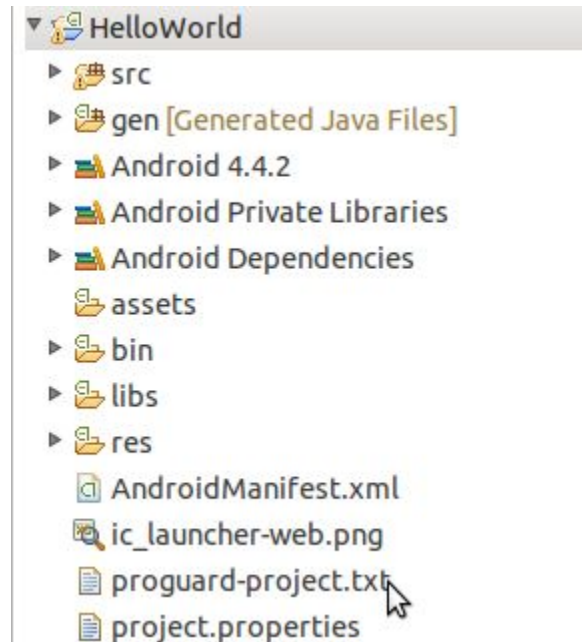 HelloWorld
src
gen [Generated Java Files]
Android 4.4.2
Android Private Libraries
Android Dependencies
assets
bin
libs
res
AndroidManifest.xml
ic_launcher-web.png
proguard-project.txt
project.properties